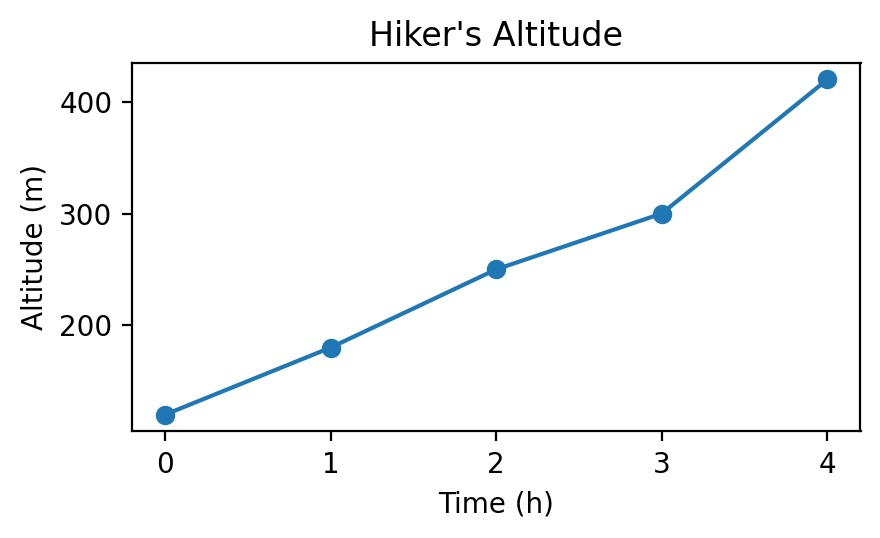 Hiker's Altitude
Altitude (m)
400
300
200
0 1 2 3 4
Time (h)